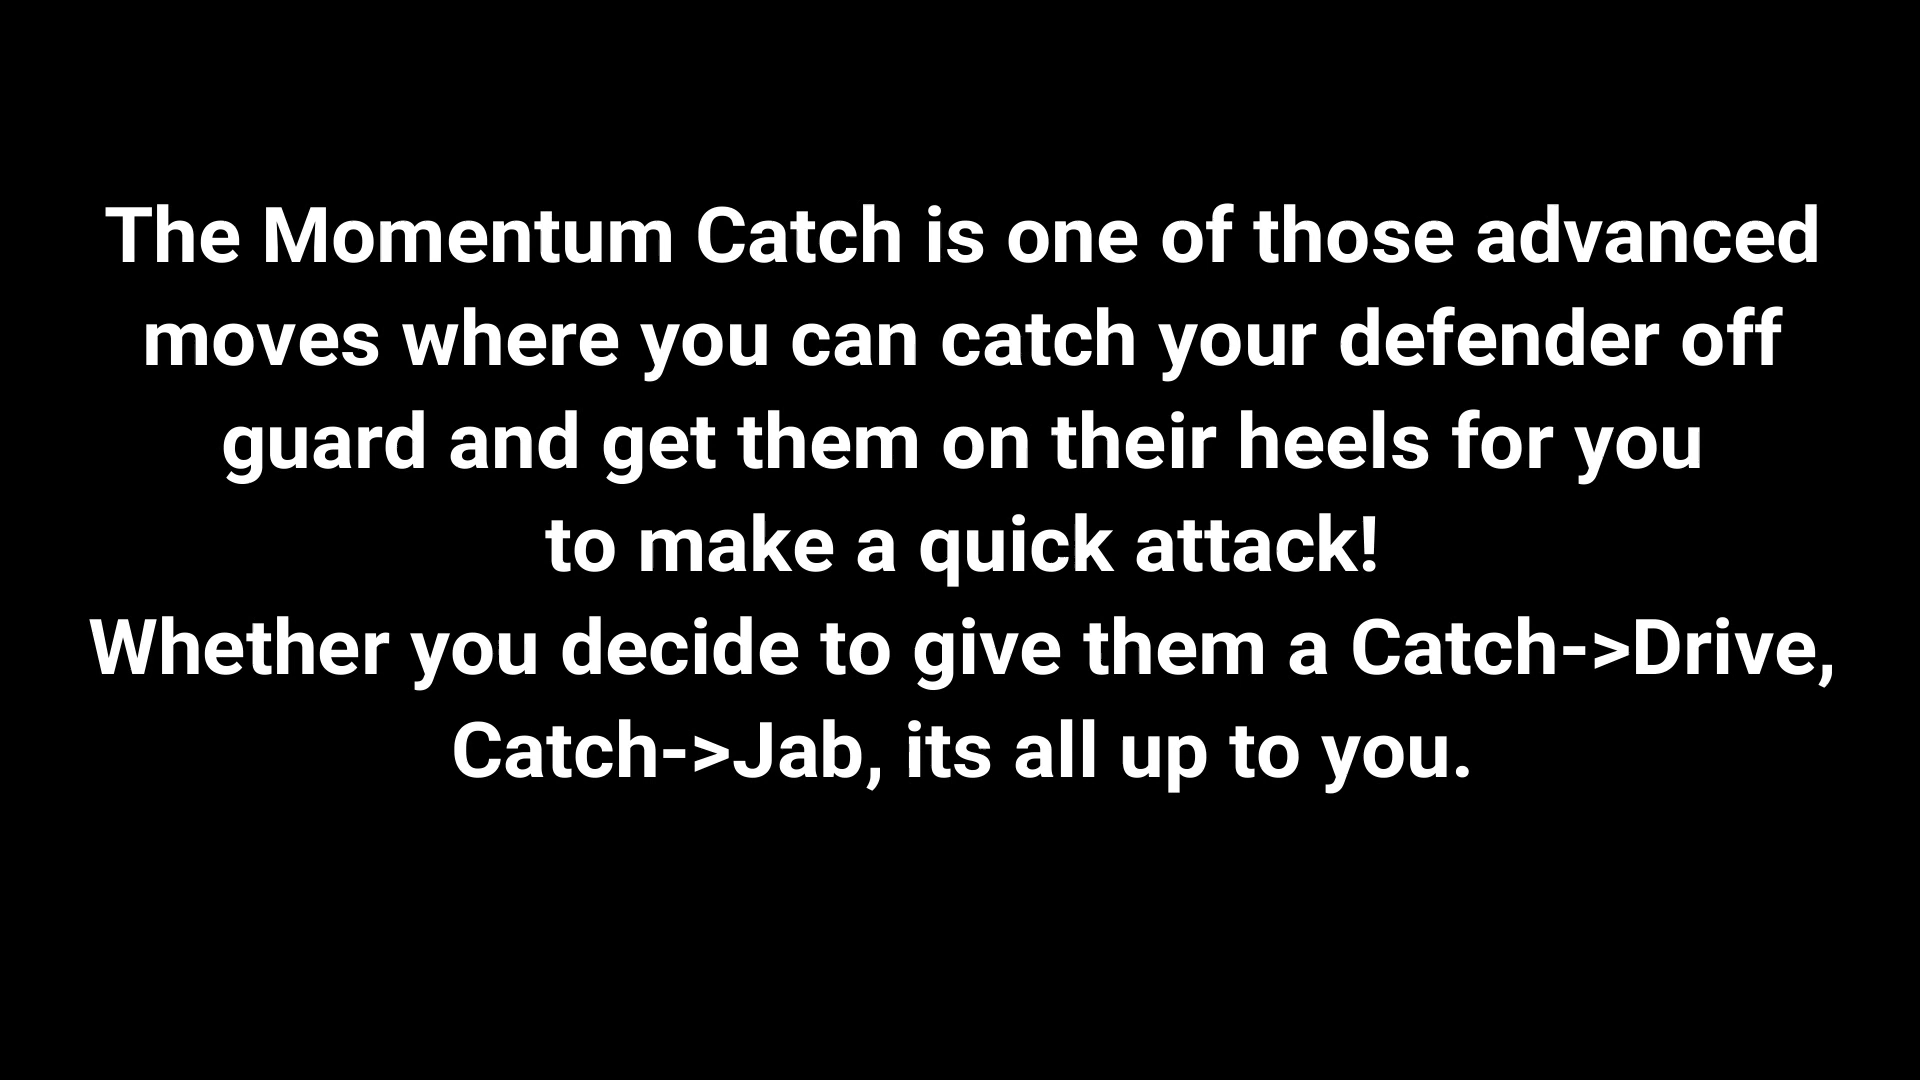 The Momentum Catch is one of those advanced
moves where you can catch your defender off
guard and get them on their heels for you
to make a quick attack!
Whether you decide to give them a Catch->Drive,
Catch->Jab, its all up to you.